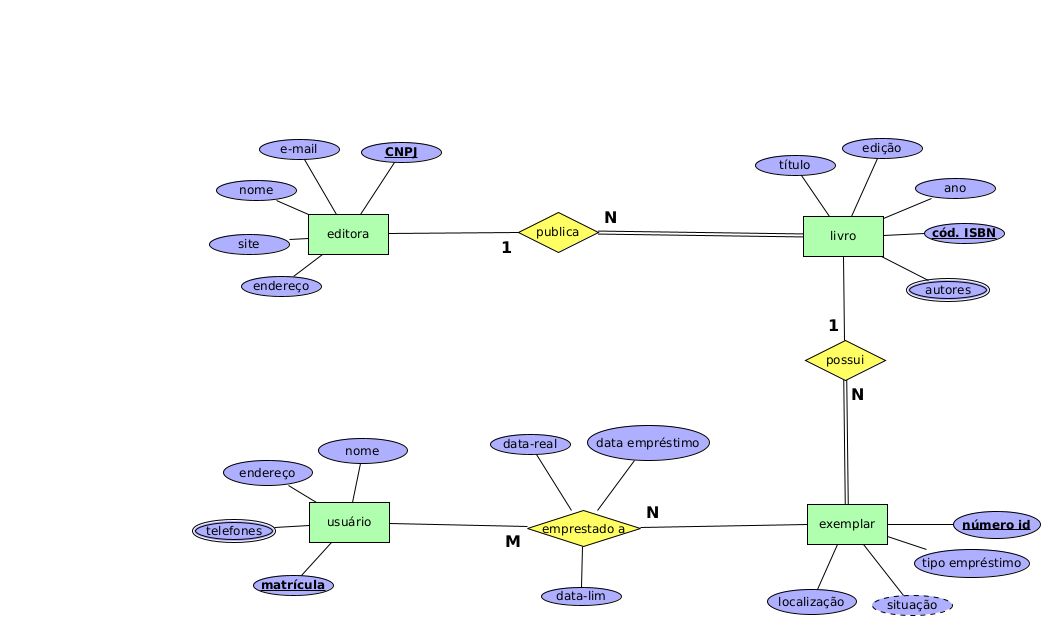 e-mail
CNPJ
nome
editora
site
endereço
1
publica
N
título
edição
ano
livro
cód. ISBN
autores
1
possui
N
nome
endereço
usuário
telefones
matrícula
M
data-real
data empréstimo
emprestado a
N
data-lim
exemplar
número id
tipo empréstimo
localização
situação